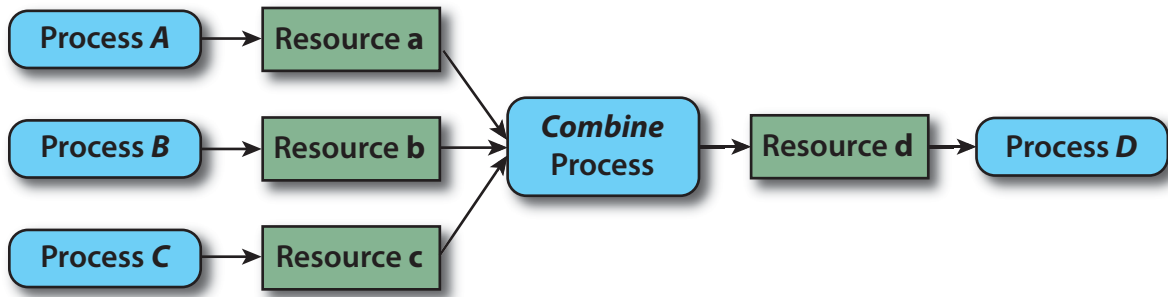 Process A
Resource a
Process B
Resource b
Combine
Process
Resource d
Process D
Process C
Resource c